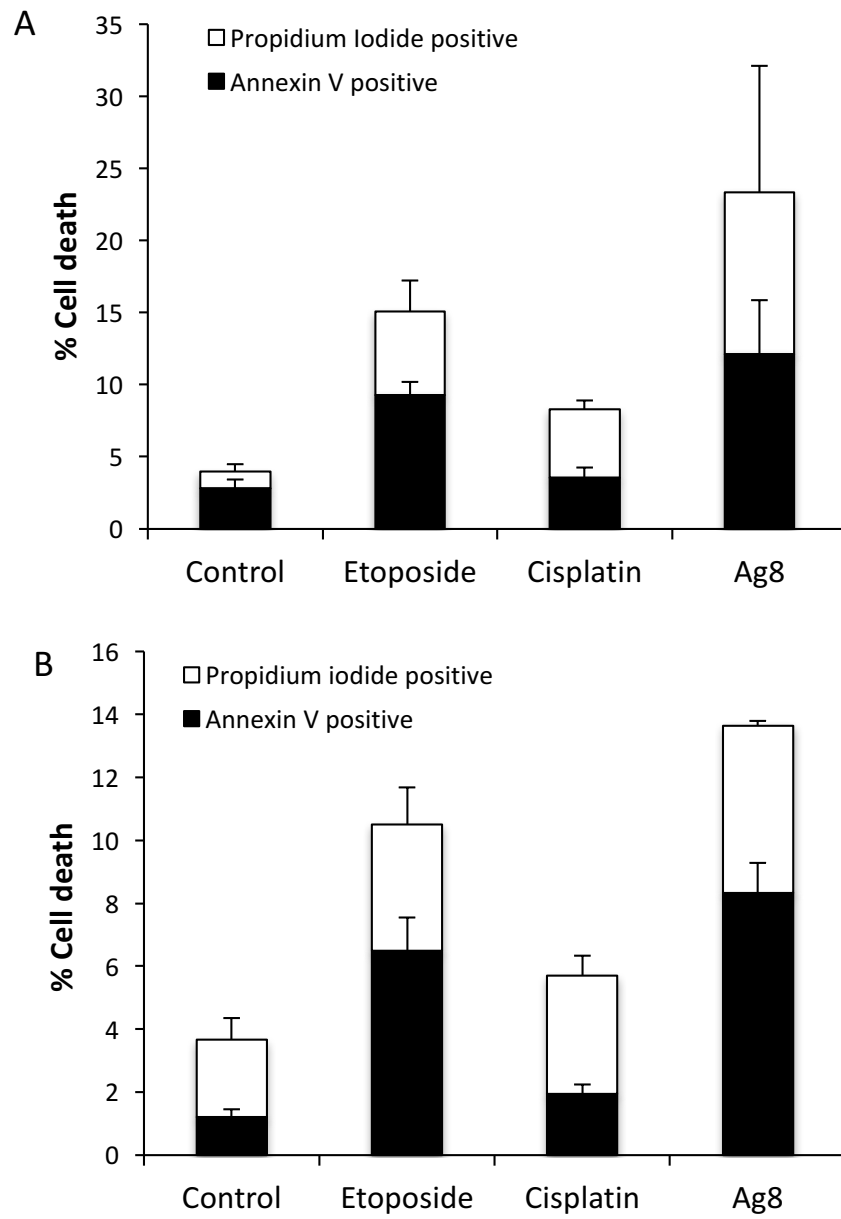 A
35
30
25
20
15
10
5
0
% Cell death
Propidium Iodide positive
Annexin V positive
Control Etoposide Cisplatin Ag8
B
16
14
12
10
8
6
4
2
0
% Cell death
Propidium iodide positive
Annexin V positive
Control Etoposide Cisplatin Ag8